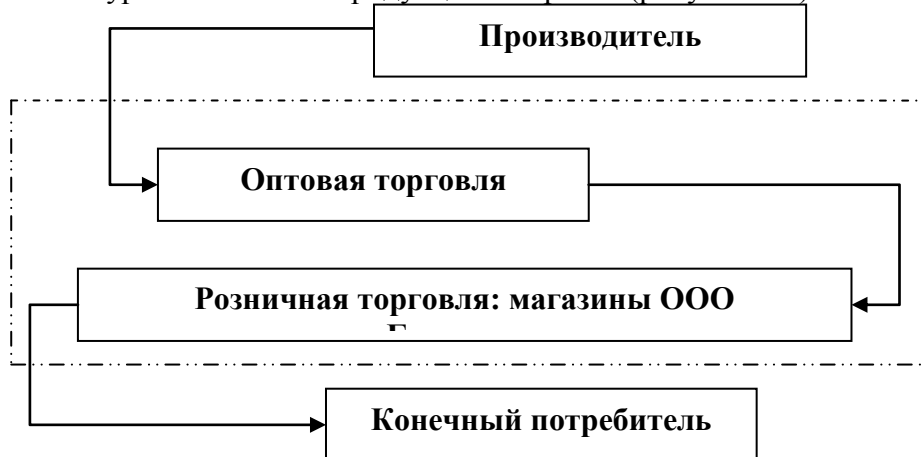 Производитель
Оптовая торговля
Розничная торговля: магазины ООО
Конечный потребитель